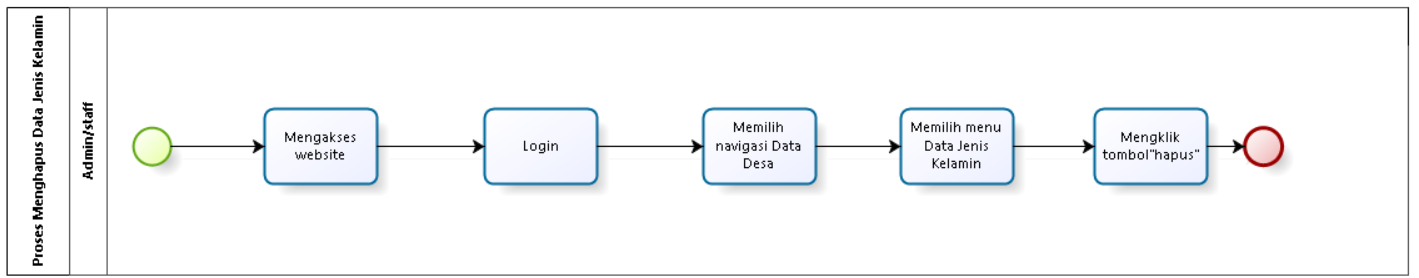 Proses Menghapus Data Jenis Kelamin
Admin/staff
Mengakses
website
Login
Memilih
navigasi Data
Desa
Memilih menu
Data Jenis
Kelamin
Mengklik
tombol"hapus"